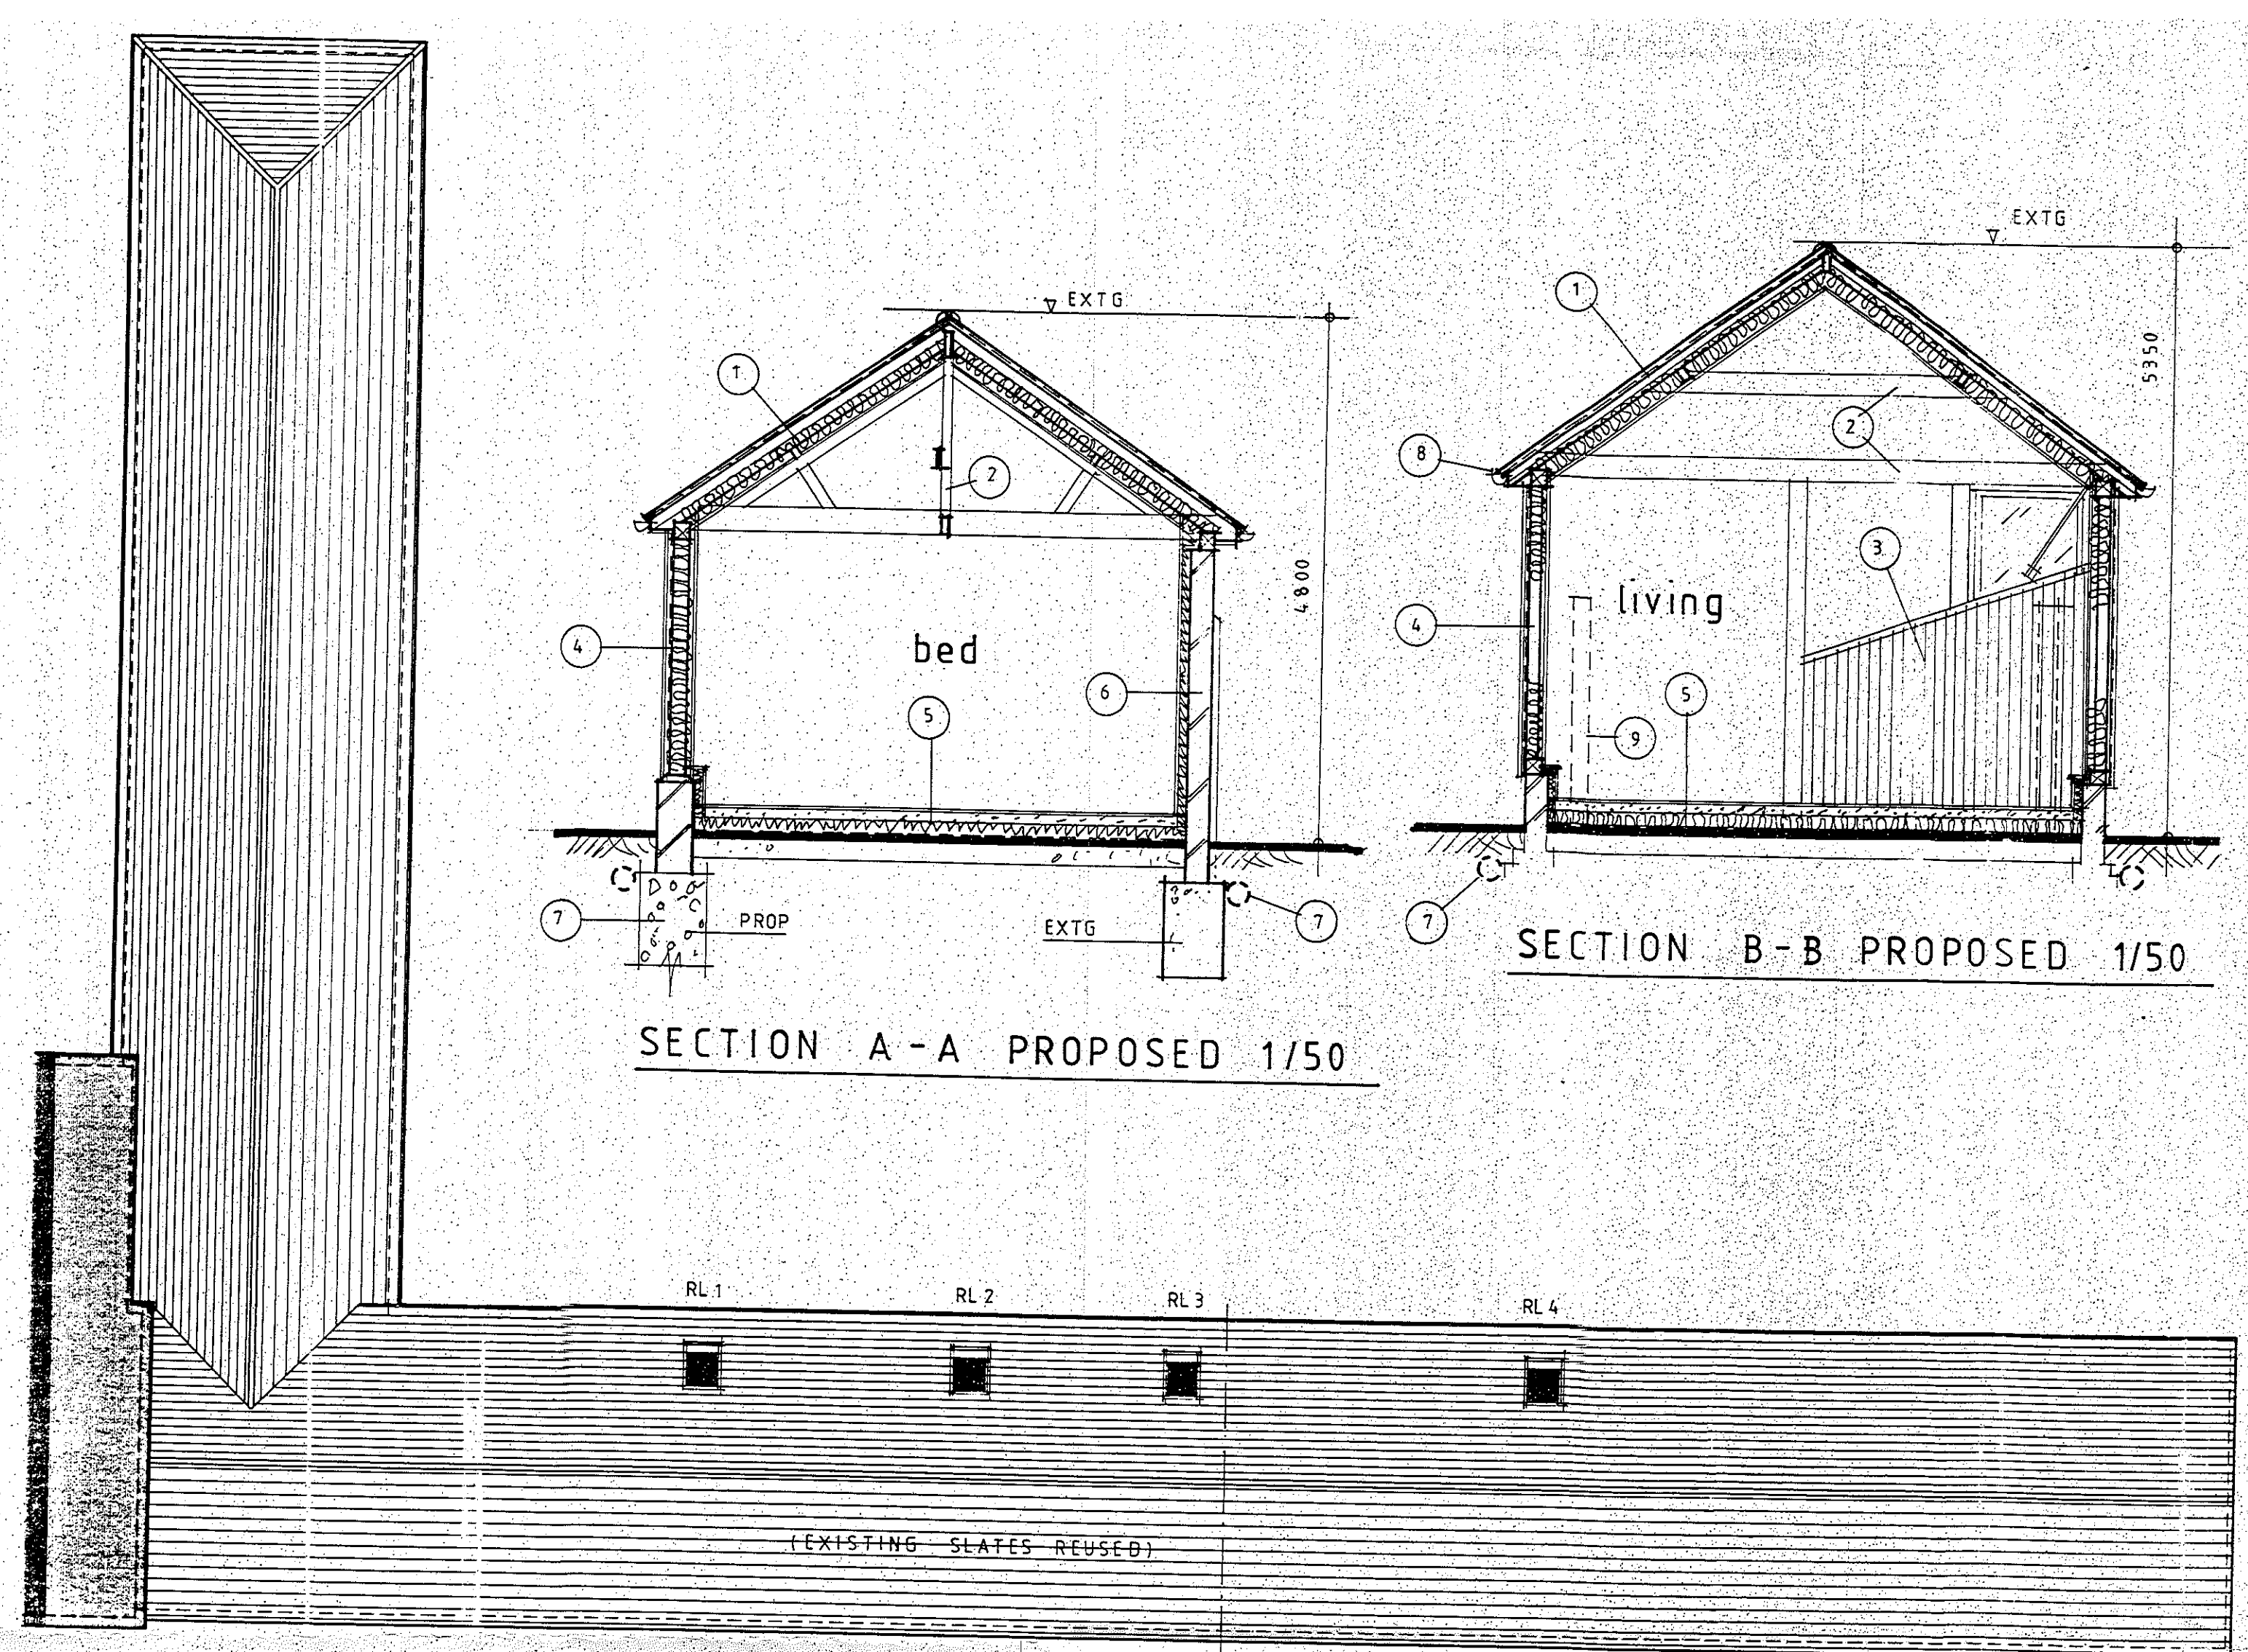 EXTG
5350
1
2
8
3
living
4
5
9
7
SECTION B-B PROPOSED 1/50
EXTG
4800
1
2
bed
4
6
5
7
PROP
EXTG
7
SECTION A-A PROPOSED 1/50
RL 1
RL 2
RL 3
RL 4
(EXISTING SLATES REUSED)